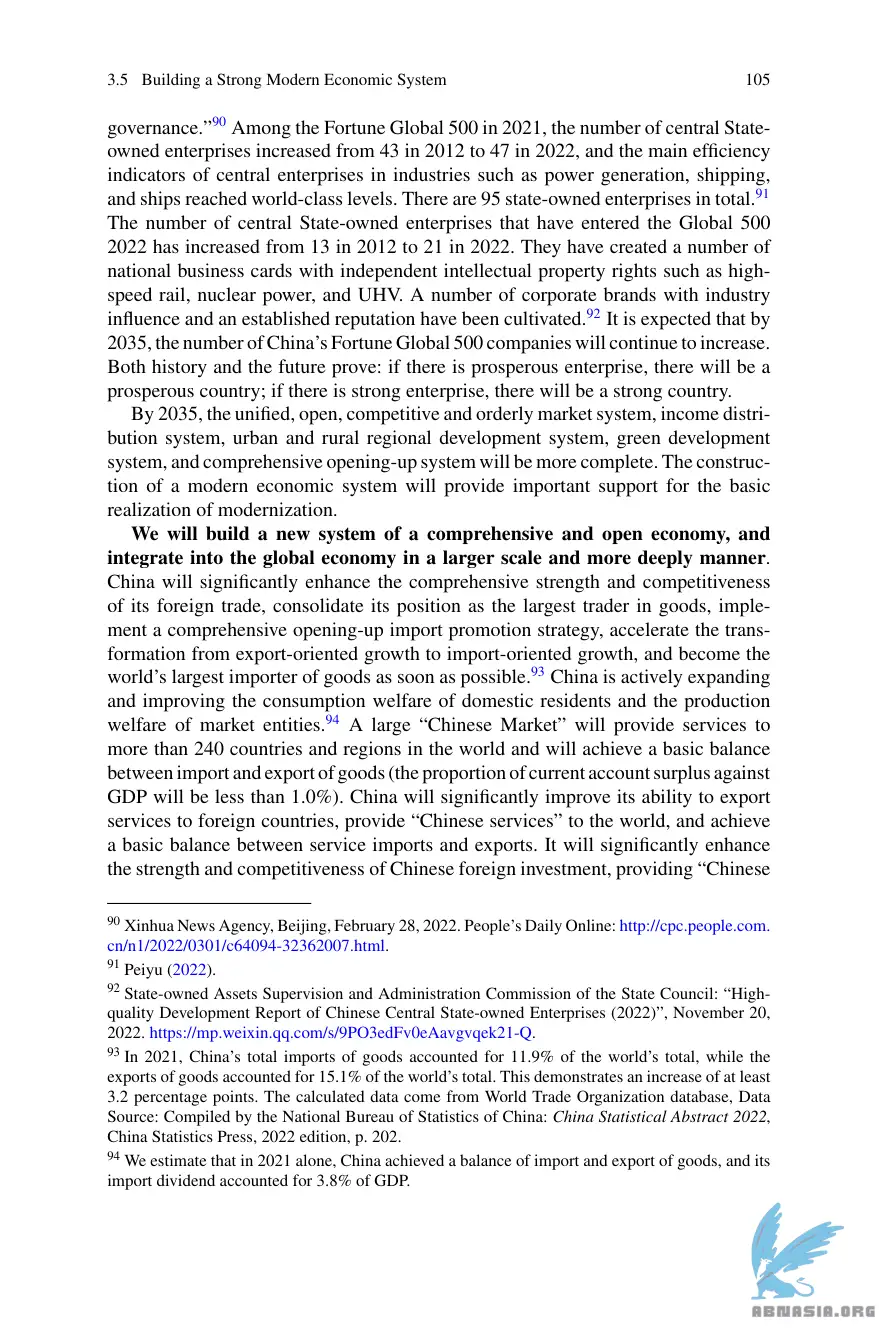 3.5 Building a Strong Modern Economic System 105
governance.”90 Among the Fortune Global 500 in 2021, the number of central State-
owned enterprises increased from 43 in 2012 to 47 in 2022, and the main efficiency
indicators of central enterprises in industries such as power generation, shipping,
and ships reached world-class levels. There are 95 state-owned enterprises in total.91
The number of central State-owned enterprises that have entered the Global 500
2022 has increased from 13 in 2012 to 21 in 2022. They have created a number of
national business cards with independent intellectual property rights such as high-
speed rail, nuclear power, and UHV. A number of corporate brands with industry
influence and an established reputation have been cultivated.92 It is expected that by
2035, the number of China’s Fortune Global 500 companies will continue to increase.
Both history and the future prove: if there is prosperous enterprise, there will be a
prosperous country; if there is strong enterprise, there will be a strong country.
By 2035, the unified, open, competitive and orderly market system, income distri-
bution system, urban and rural regional development system, green development
system, and comprehensive opening-up system will be more complete. The construc-
tion of a modern economic system will provide important support for the basic
realization of modernization.
We will build a new system of a comprehensive and open economy, and
integrate into the global economy in a larger scale and more deeply manner.
China will significantly enhance the comprehensive strength and competitiveness
of its foreign trade, consolidate its position as the largest trader in goods, imple-
ment a comprehensive opening-up import promotion strategy, accelerate the trans-
formation from export-oriented growth to import-oriented growth, and become the
world’s largest importer of goods as soon as possible.93 China is actively expanding
and improving the consumption welfare of domestic residents and the production
welfare of market entities.94 A large “Chinese Market” will provide services to
more than 240 countries and regions in the world and will achieve a basic balance
between import and export of goods (the proportion of current account surplus against
GDP will be less than 1.0%). China will significantly improve its ability to export
services to foreign countries, provide “Chinese services” to the world, and achieve
a basic balance between service imports and exports. It will significantly enhance
the strength and competitiveness of Chinese foreign investment, providing “Chinese
90 Xinhua News Agency, Beijing, February 28, 2022. People’s Daily Online: http://cpc.people.com.
cn/n1/2022/0301/c64094-32362007.html.
91 Peiyu (2022).
92 State-owned Assets Supervision and Administration Commission of the State Council: “High-
quality Development Report of Chinese Central State-owned Enterprises (2022)”, November 20,
2022. https://mp.weixin.qq.com/s/9PO3edFv0eAavgvqek21-Q.
93 In 2021, China’s total imports of goods accounted for 11.9% of the world’s total, while the
exports of goods accounted for 15.1% of the world’s total. This demonstrates an increase of at least
3.2 percentage points. The calculated data come from World Trade Organization database, Data
Source: Compiled by the National Bureau of Statistics of China: China Statistical Abstract 2022,
China Statistics Press, 2022 edition, p. 202.
94 We estimate that in 2021 alone, China achieved a balance of import and export of goods, and its
import dividend accounted for 3.8% of GDP.
ABNASIA.ORG